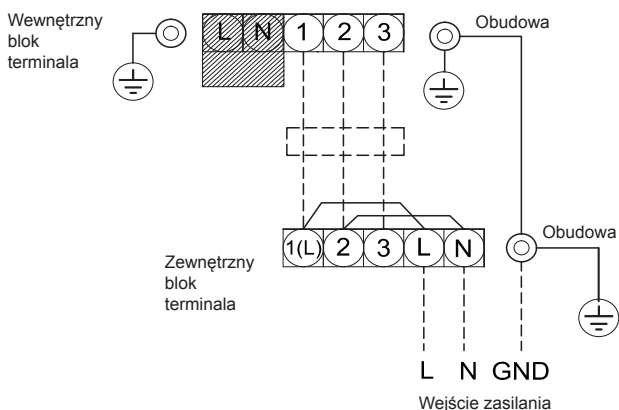 Wewnętrzny
blok
terminala
L N 1 2 3
Obudowa
1(L) 2 3 L N
Obudowa
Zewnętrzny
blok
terminala
L N GND
Wejście zasilania